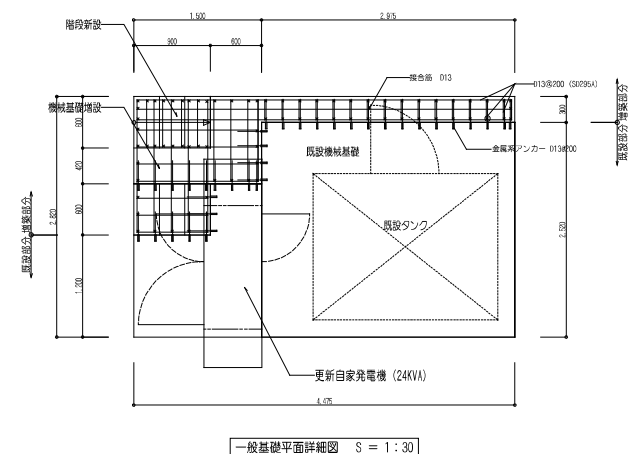 1,500
2,975
階段新設
900
600
接合筋 D13
D13@200 (SD295A)
機械基礎増設
600
300
増築部分
既設部分
既設機械基礎
金属系アンカー D13@200
420
2,820
600
既設タンク
2,520
増築部分
既設部分
1,200
更新自家発電機 (24KVA)
4,475
一般基礎平面詳細図 S = 1:30